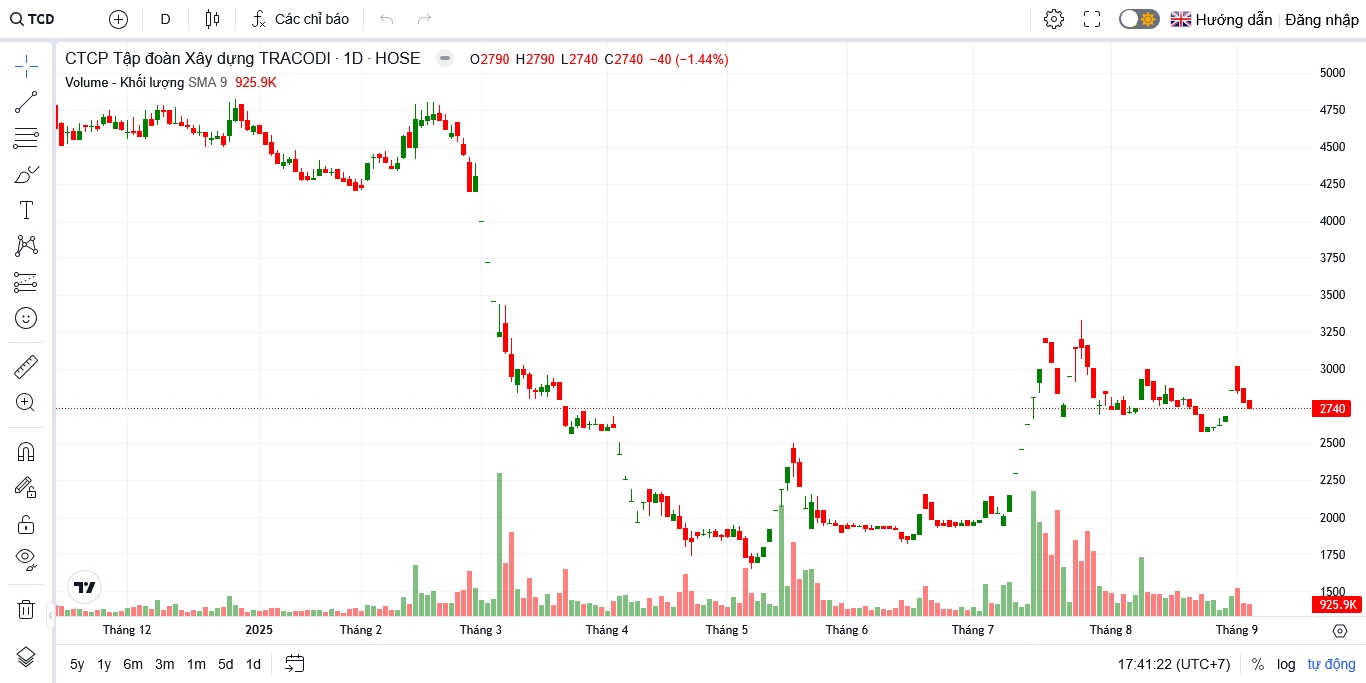 TCD D Các chỉ báo Hướng dẫn Đăng nhập
CTCP Tập đoàn Xây dựng TRACODI · 1D · HOSE O2790 H2790 L2740 C2740 −40 (−1.44%)
Volume - Khối lượng SMA 9 925.9K
5000
4750
4500
4250
4000
3750
3500
3250
3000
2740
2500
2250
2000
1750
1500
925.9K
Tháng 12 2025 Tháng 2 Tháng 3 Tháng 4 Tháng 5 Tháng 6 Tháng 7 Tháng 8 Tháng 9
5y 1y 6m 3m 1m 5d 1d 17:41:22 (UTC+7) % log tự động